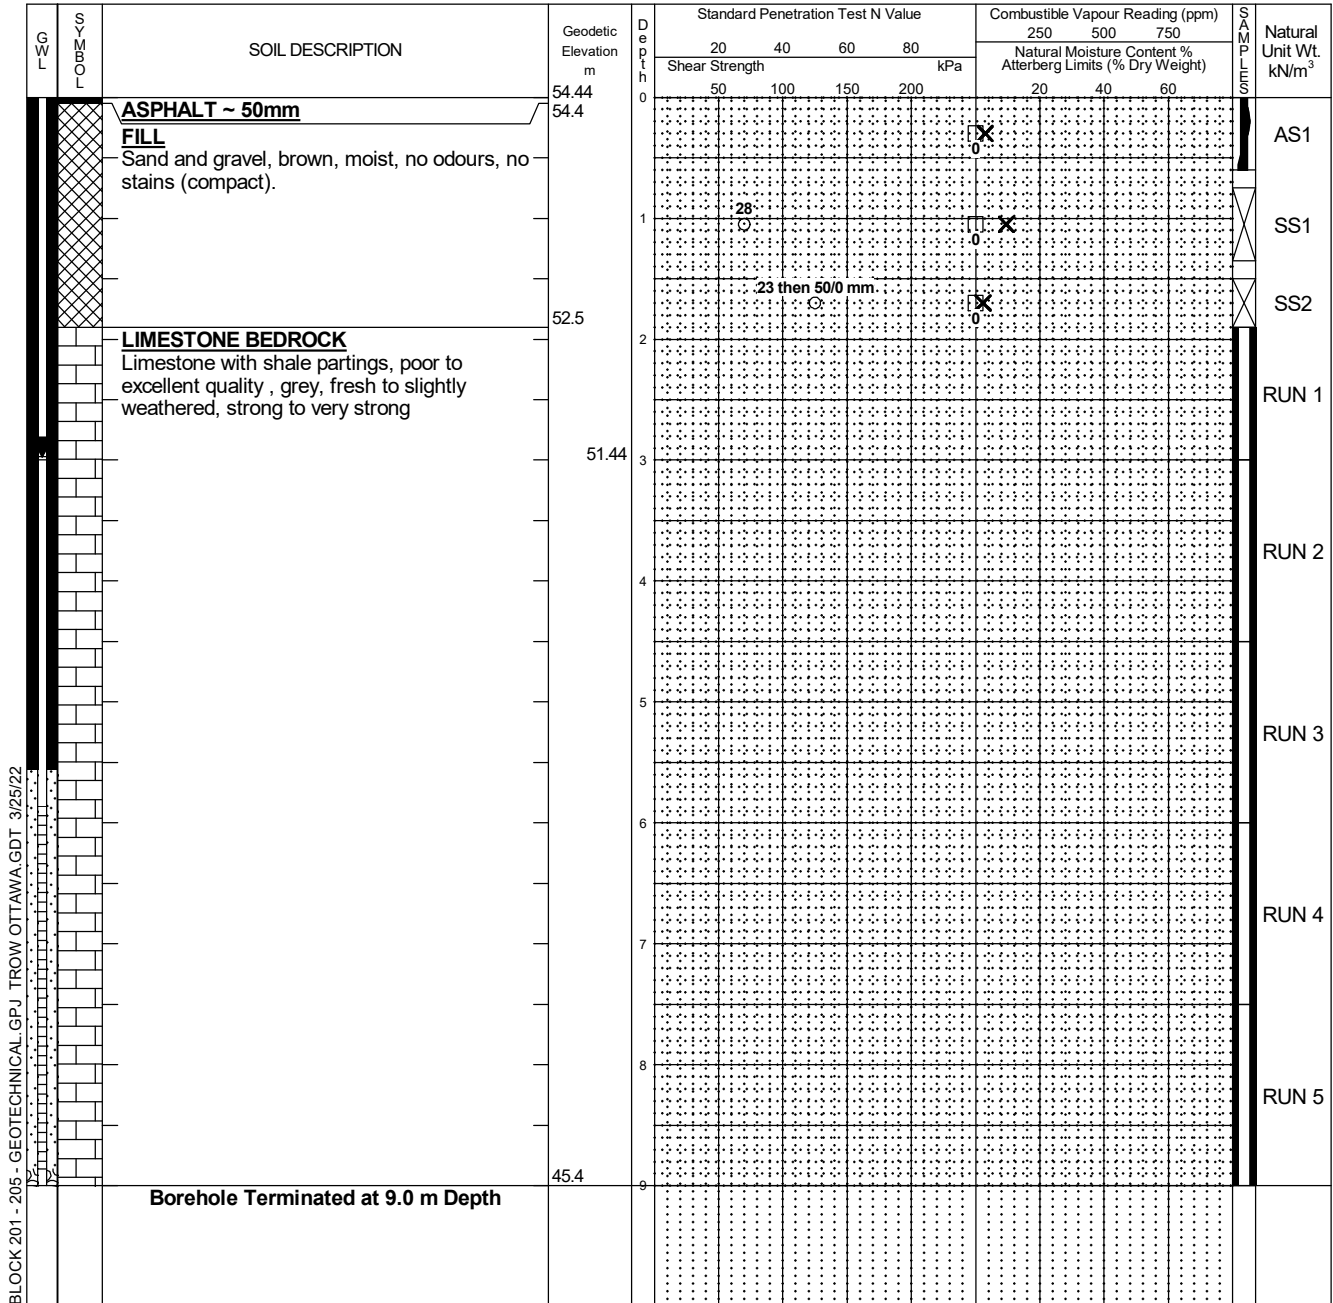 GWL
SYMBOL
SOIL DESCRIPTION
Geodetic
Elevation
m
Depth
Standard Penetration Test N Value
20 40 60 80
Shear Strength kPa
50 100 150 200
Combustible Vapour Reading (ppm)
250 500 750
Natural Moisture Content %
Atterberg Limits (% Dry Weight)
20 40 60
SAMPLES
Natural
Unit Wt.
kN/m³
54.44
0
ASPHALT ~ 50mm
54.4
FILL
Sand and gravel, brown, moist, no odours, no
stains (compact).
0
AS1
28
1
0
SS1
23 then 50/0 mm
0
SS2
52.5
LIMESTONE BEDROCK
2
Limestone with shale partings, poor to
excellent quality , grey, fresh to slightly
weathered, strong to very strong
RUN 1
51.44
3
RUN 2
4
5
RUN 3
6
RUN 4
7
8
RUN 5
45.4
9
Borehole Terminated at 9.0 m Depth
BLOCK 201 - 205 - GEOTECHNICAL.GPJ TROW OTTAWA.GDT 3/25/22